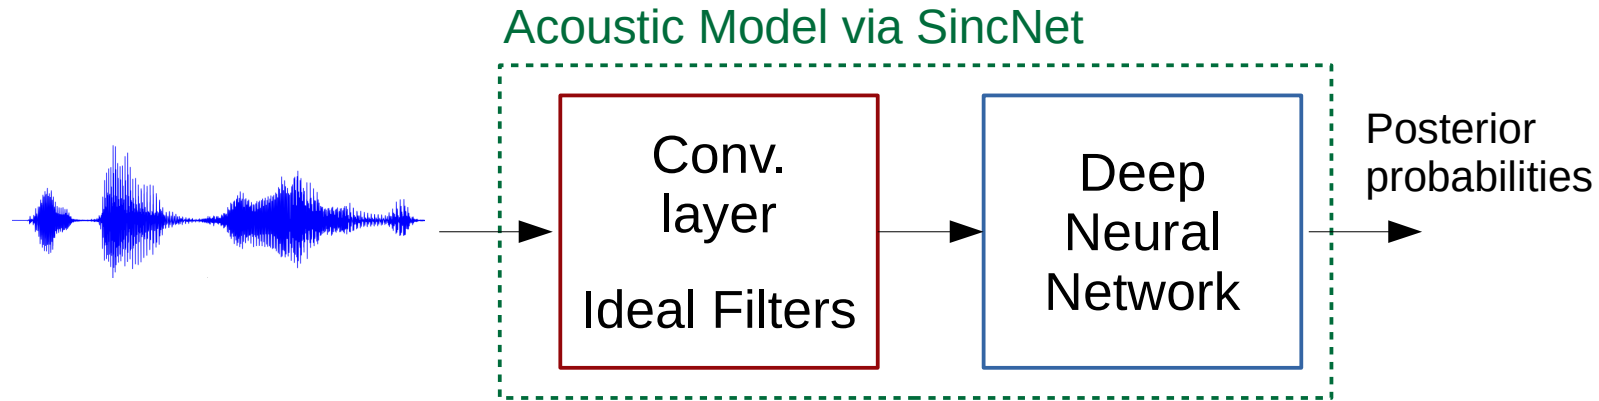 Acoustic Model via SincNet
Conv.
layer
Ideal Filters
Deep
Neural
Network
Posterior
probabilities